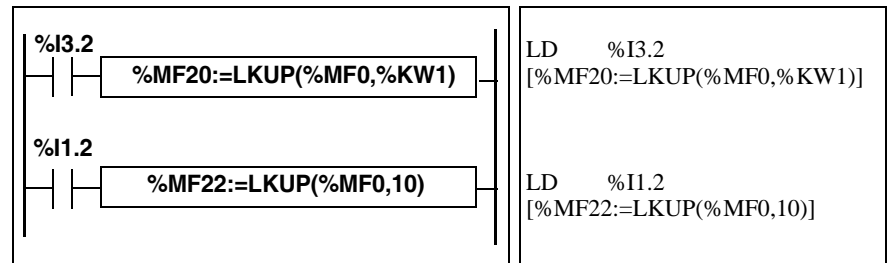 %I3.2
%MF20:=LKUP(%MF0,%KW1)
%I1.2
%MF22:=LKUP(%MF0,10)
LD %I3.2
[%MF20:=LKUP(%MF0,%KW1)]
LD %I1.2
[%MF22:=LKUP(%MF0,10)]